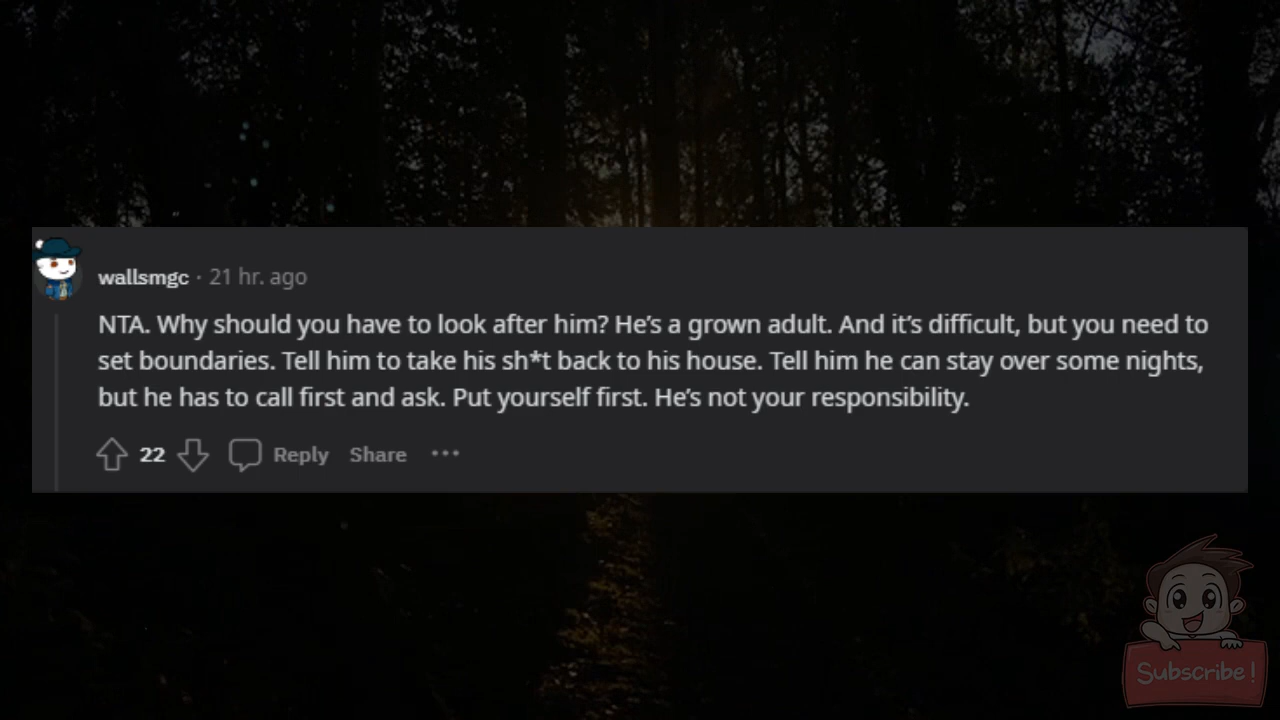 wallsmgc · 21 hr. ago
NTA. Why should you have to look after him? He’s a grown adult. And it’s difficult, but you need to
set boundaries. Tell him to take his sh*t back to his house. Tell him he can stay over some nights,
but he has to call first and ask. Put yourself first. He’s not your responsibility.
22 Reply Share ···
Subscribe!